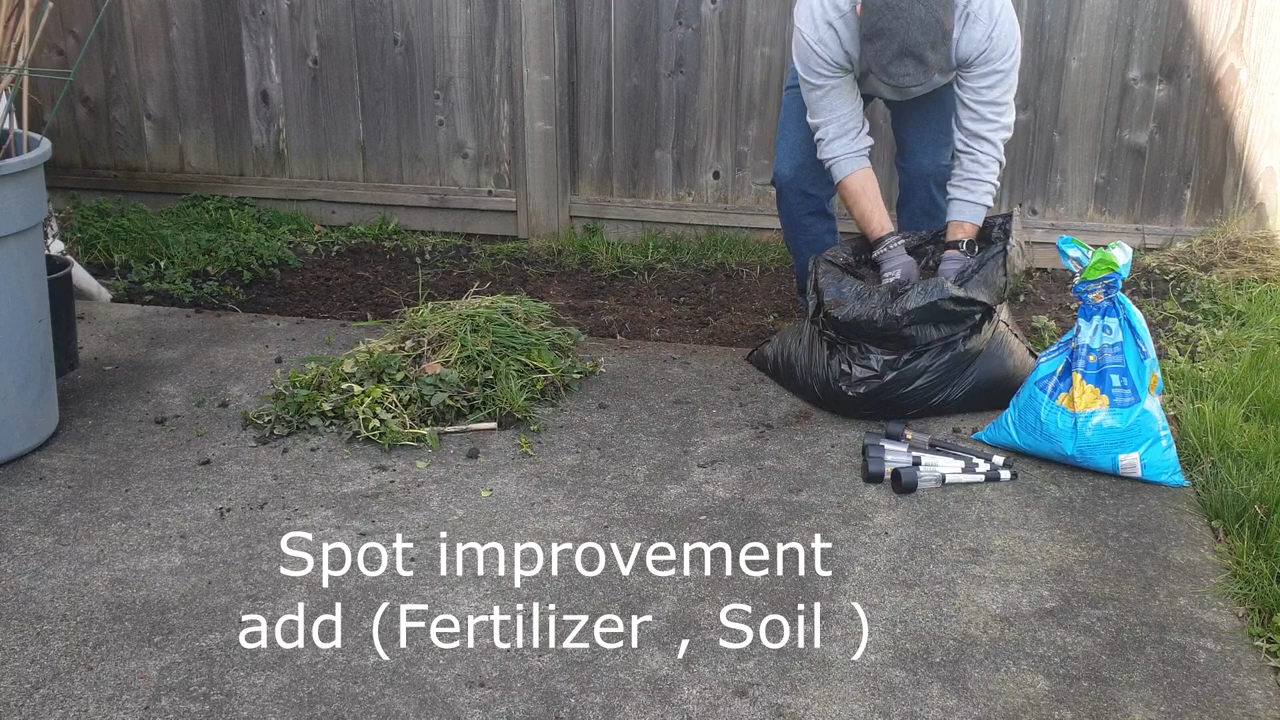 Spot improvement
add (Fertilizer , Soil )